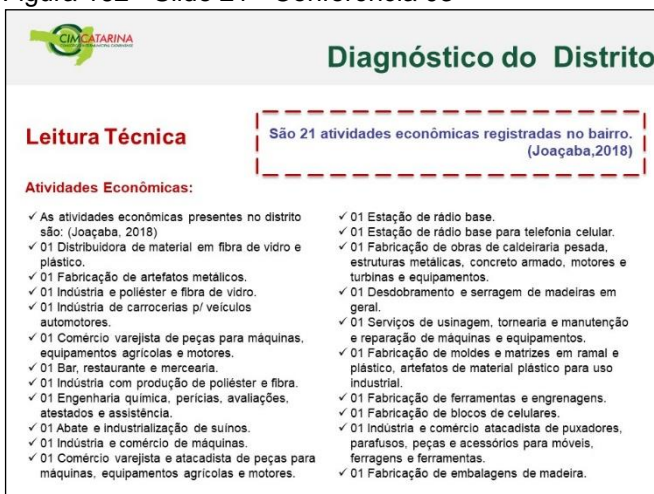 CIMCATARINA
Diagnóstico do Distrito
Leitura Técnica
São 21 atividades econômicas registradas no bairro.
(Joaçaba,2018)
Atividades Econômicas:
✓ As atividades econômicas presentes no distrito
são: (Joaçaba, 2018)
✓ 01 Distribuidora de material em fibra de vidro e
plástico.
✓ 01 Fabricação de artefatos metálicos.
✓ 01 Indústria e poliéster e fibra de vidro.
✓ 01 Indústria de carrocerias p/ veículos
automotores.
✓ 01 Comércio varejista de peças para máquinas,
equipamentos agrícolas e motores.
✓ 01 Bar, restaurante e mercearia.
✓ 01 Indústria com produção de poliéster e fibra.
✓ 01 Engenharia química, perícias, avaliações,
atestados e assistência.
✓ 01 Abate e industrialização de suínos.
✓ 01 Indústria e comércio de máquinas.
✓ 01 Comércio varejista e atacadista de peças para
máquinas, equipamentos agrícolas e motores.
✓ 01 Estação de rádio base.
✓ 01 Estação de rádio base para telefonia celular.
✓ 01 Fabricação de obras de caldeiraria pesada,
estruturas metálicas, concreto armado, motores e
turbinas e equipamentos.
✓ 01 Desdobramento e serragem de madeiras em
geral.
✓ 01 Serviços de usinagem, tornearia e manutenção
e reparação de máquinas e equipamentos.
✓ 01 Fabricação de moldes e matrizes em ramal e
plástico, artefatos de material plástico para uso
industrial.
✓ 01 Fabricação de ferramentas e engrenagens.
✓ 01 Fabricação de blocos de celulares.
✓ 01 Indústria e comércio atacadista de puxadores,
parafusos, peças e acessórios para móveis,
ferragens e ferramentas.
✓ 01 Fabricação de embalagens de madeira.